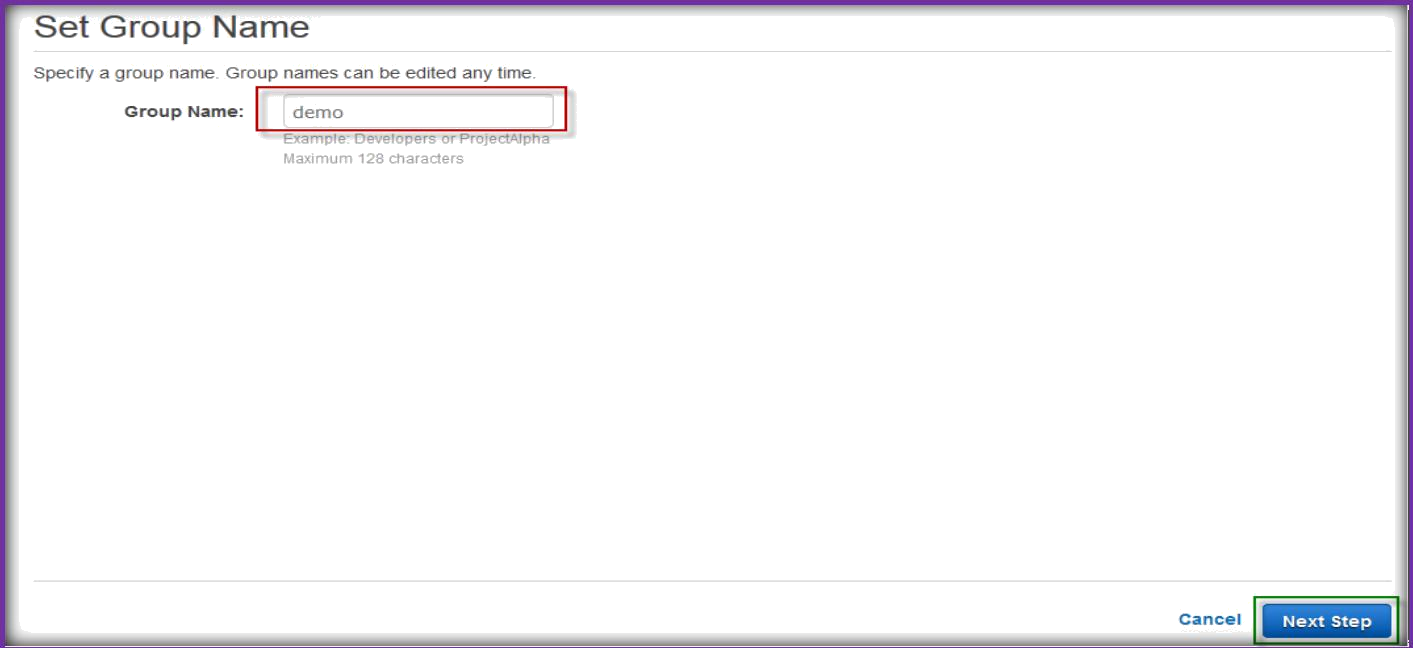 Set Group Name
Specify a group name. Group names can be edited any time.
Group Name: demo
Example: Developers or ProjectAlpha
Maximum 128 characters
Cancel Next Step